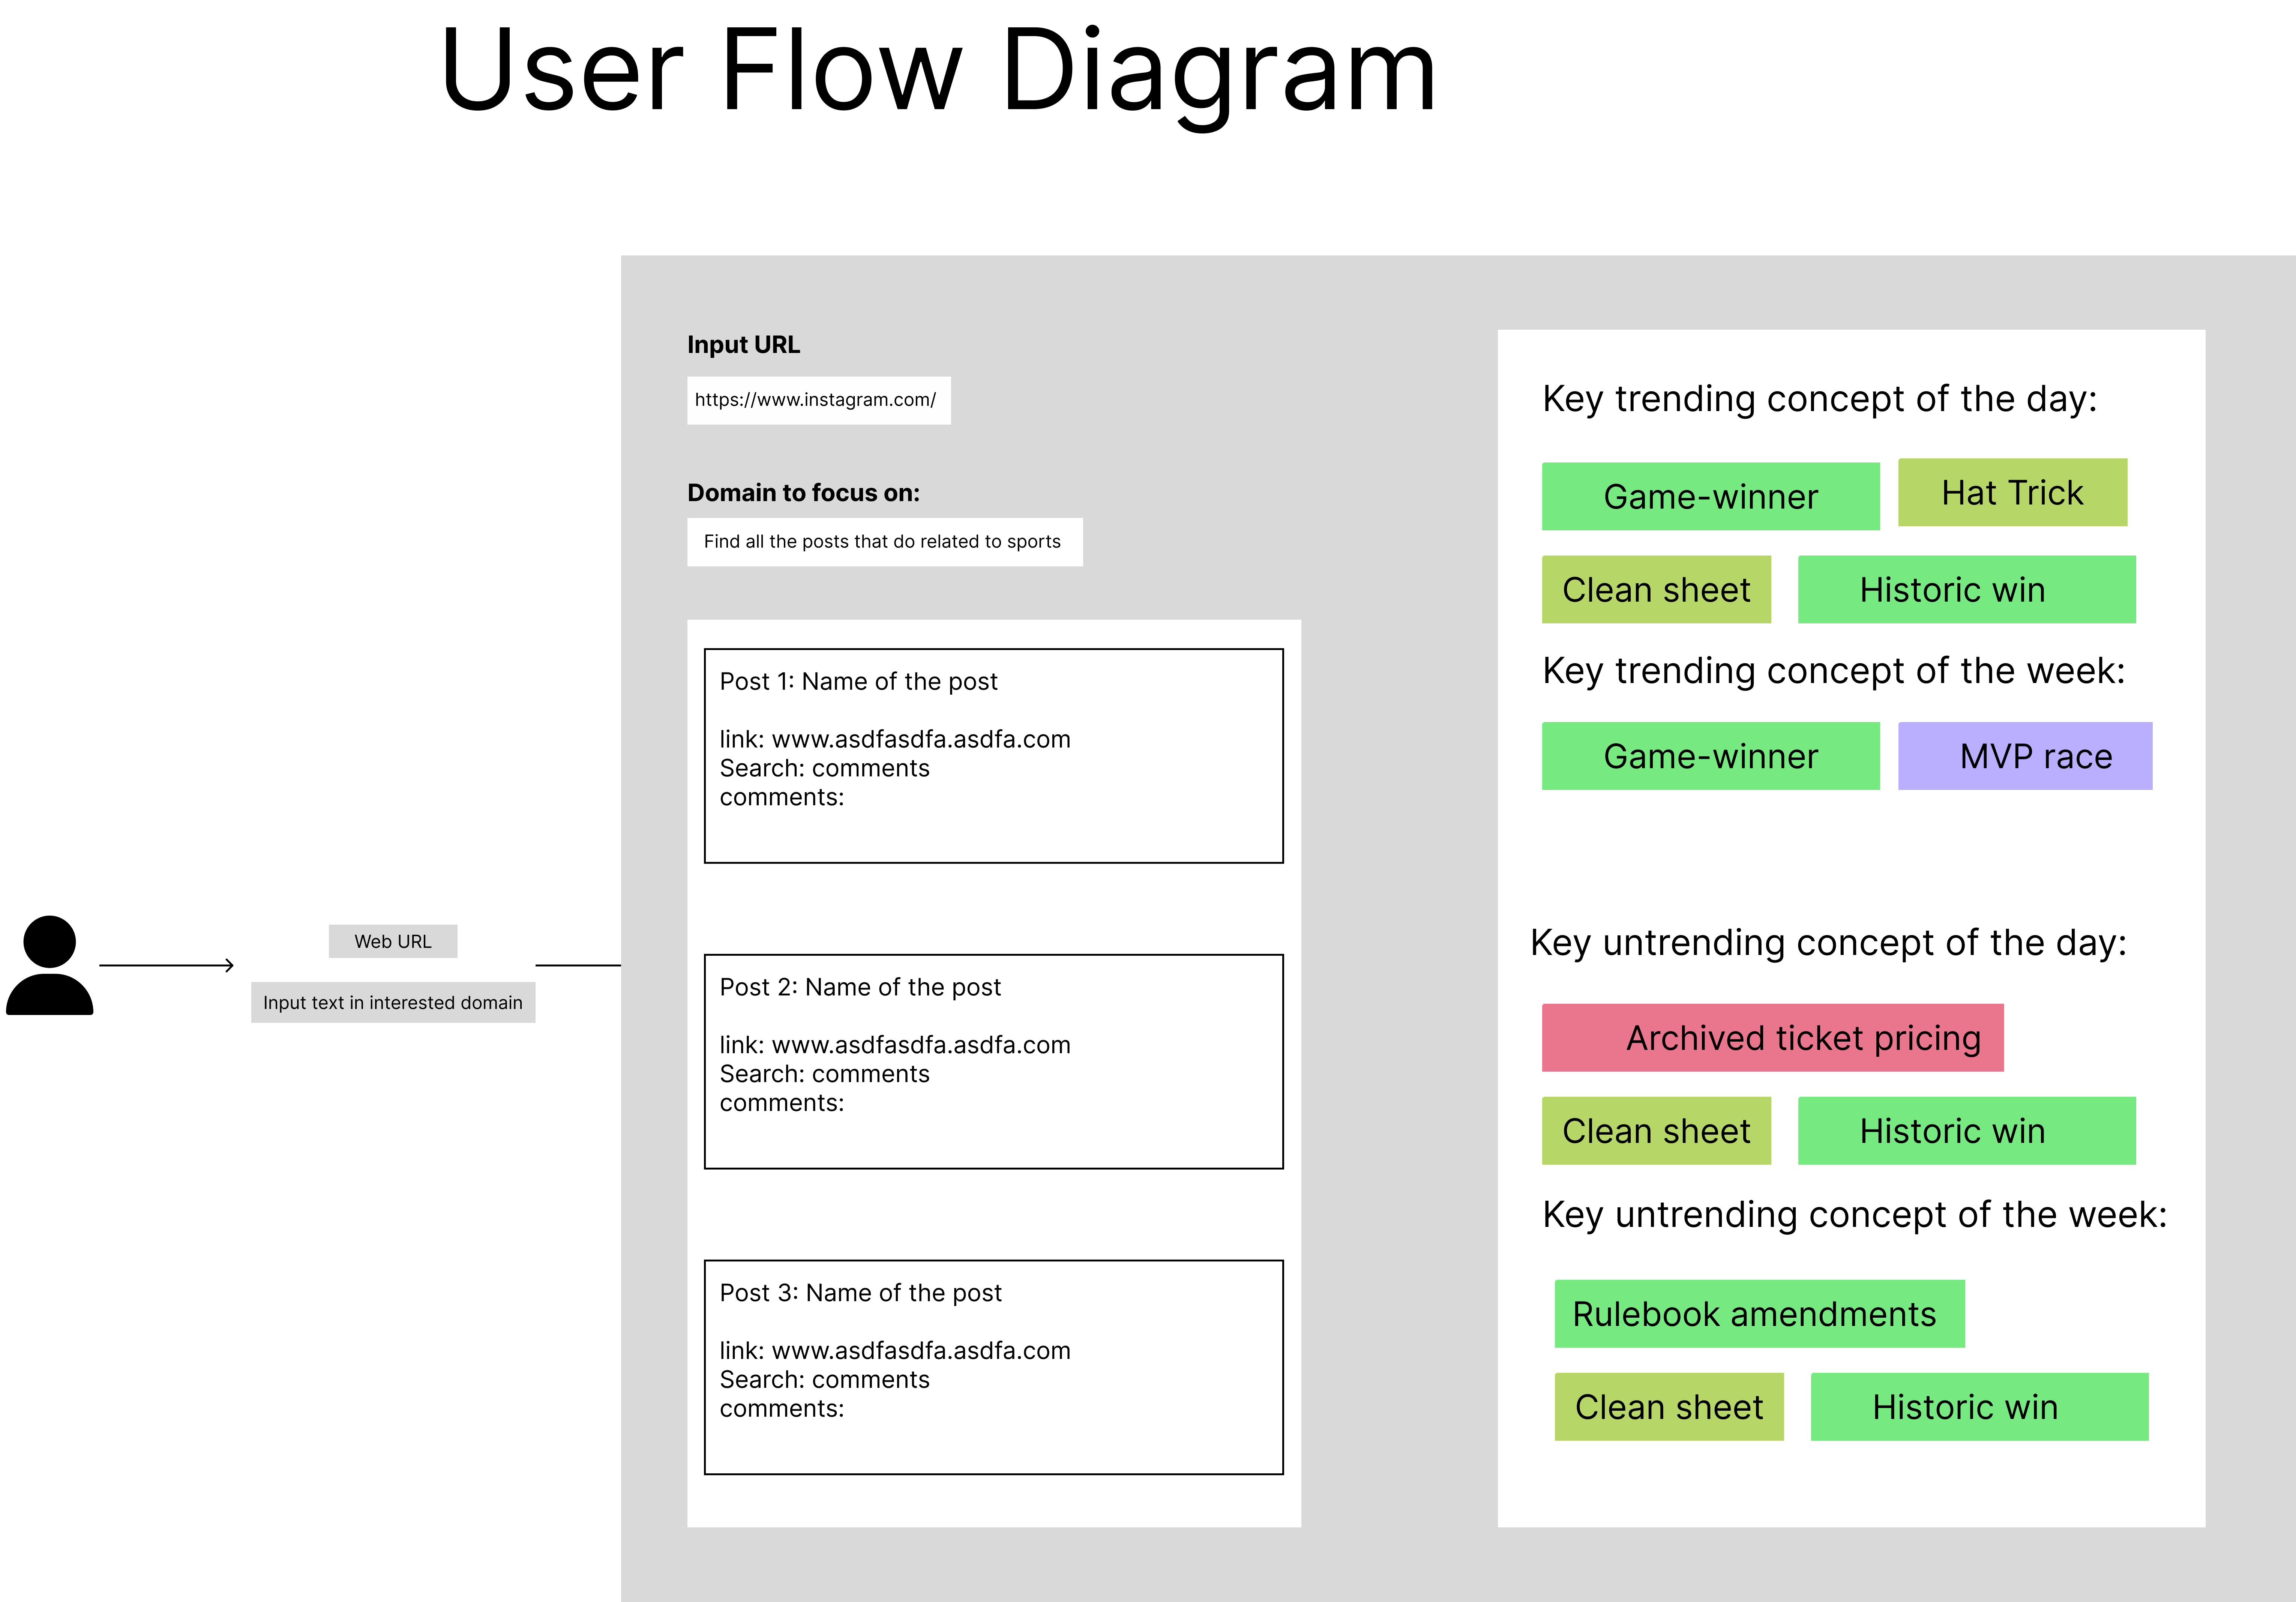 User Flow Diagram
Web URL
Input text in interested domain
Input URL
https://www.instagram.com/
Domain to focus on:
Find all the posts that do related to sports
Post 1: Name of the post
link: www.asdfasdfa.asdfa.com
Search: comments
comments:
Post 2: Name of the post
link: www.asdfasdfa.asdfa.com
Search: comments
comments:
Post 3: Name of the post
link: www.asdfasdfa.asdfa.com
Search: comments
comments:
Key trending concept of the day:
Game-winner
Hat Trick
Clean sheet
Historic win
Key trending concept of the week:
Game-winner
MVP race
Key untrending concept of the day:
Archived ticket pricing
Clean sheet
Historic win
Key untrending concept of the week:
Rulebook amendments
Clean sheet
Historic win